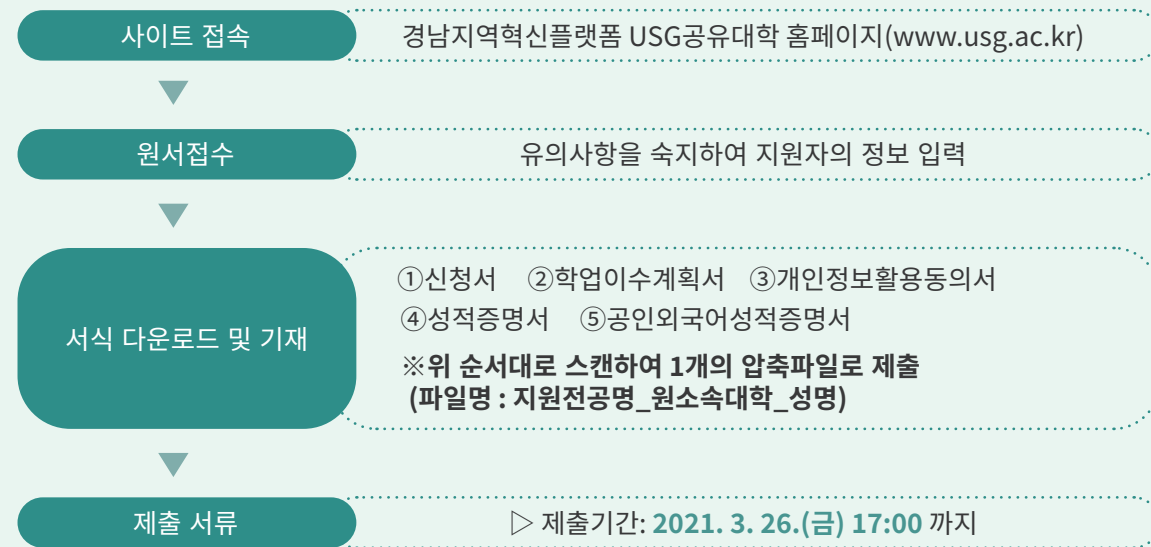 사이트 접속
경남지역혁신플랫폼 USG공유대학 홈페이지(www.usg.ac.kr)
원서접수
유의사항을 숙지하여 지원자의 정보 입력
서식 다운로드 및 기재
①신청서 ②학업이수계획서 ③개인정보활용동의서
④성적증명서 ⑤공인외국어성적증명서
※위 순서대로 스캔하여 1개의 압축파일로 제출
(파일명 : 지원전공명_원소속대학_성명)
제출 서류
▷ 제출기간: 2021. 3. 26.(금) 17:00 까지